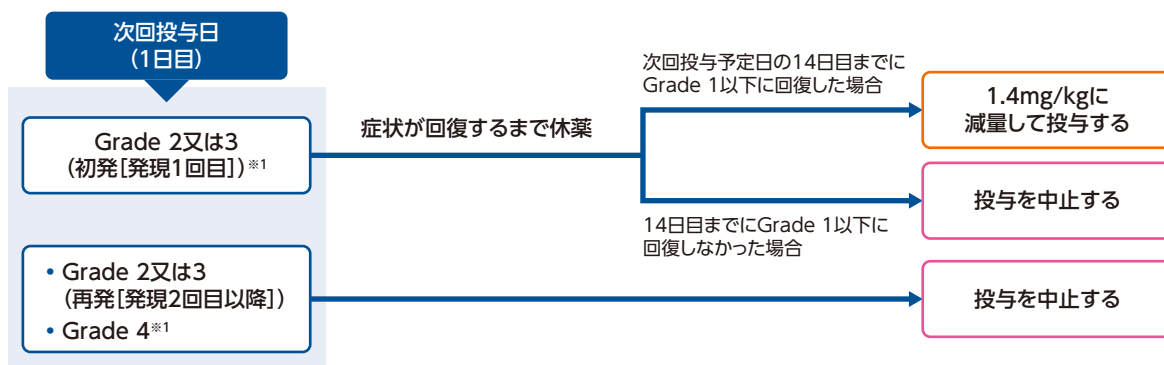 次回投与日
(1日目)
Grade 2又は3
(初発[発現1回目])※1
症状が回復するまで休薬
次回投与予定日の14日目までに
Grade 1以下に回復した場合
1.4mg/kgに
減量して投与する
14日目までにGrade 1以下に
回復しなかった場合
投与を中止する
• Grade 2又は3
(再発[発現2回目以降])
• Grade 4※1
投与を中止する